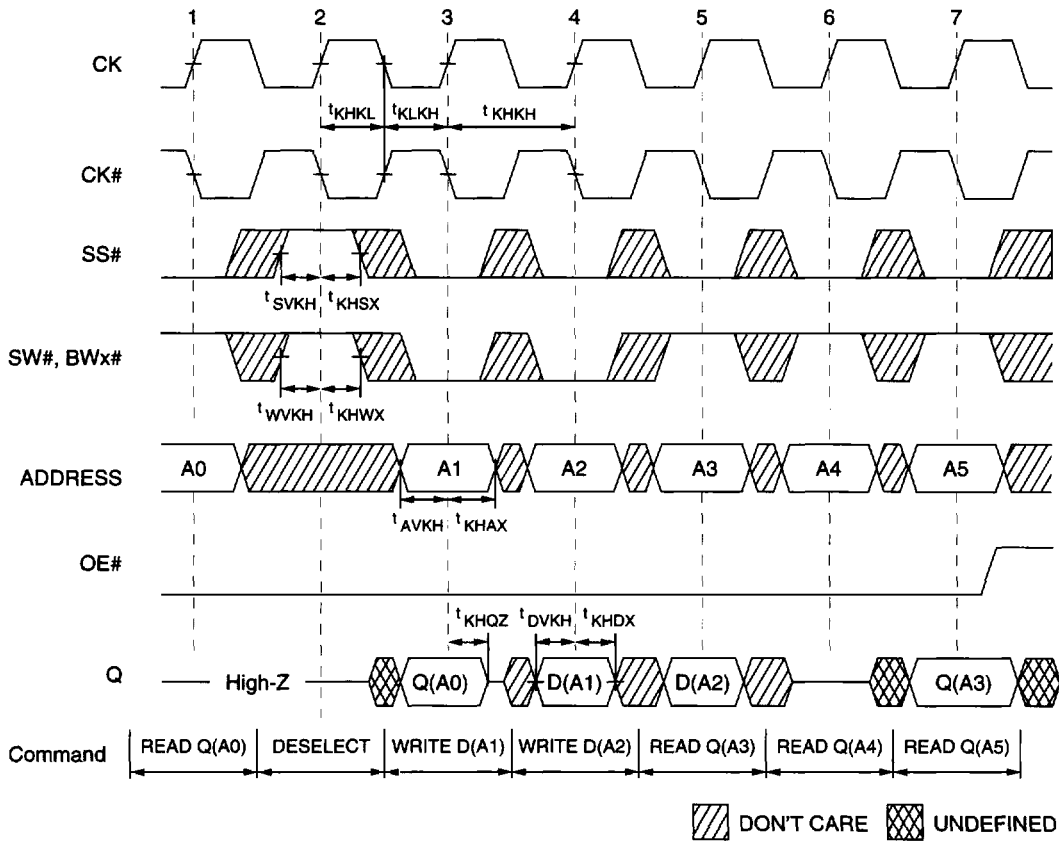 1 2 3 4 5 6 7
CK
tKHKL tKLKH tKHKH
CK#
SS#
tSVKH tKHSX
SW#, BWx#
tWVKH tKHWX
ADDRESS A0 A1 A2 A3 A4 A5
tAVKH tKHAX
OE#
tKHQZ tDVKH tKHDX
Q High-Z Q(A0) D(A1) D(A2) Q(A3)
Command READ Q(A0) DESELECT WRITE D(A1) WRITE D(A2) READ Q(A3) READ Q(A4) READ Q(A5)
DON'T CARE UNDEFINED